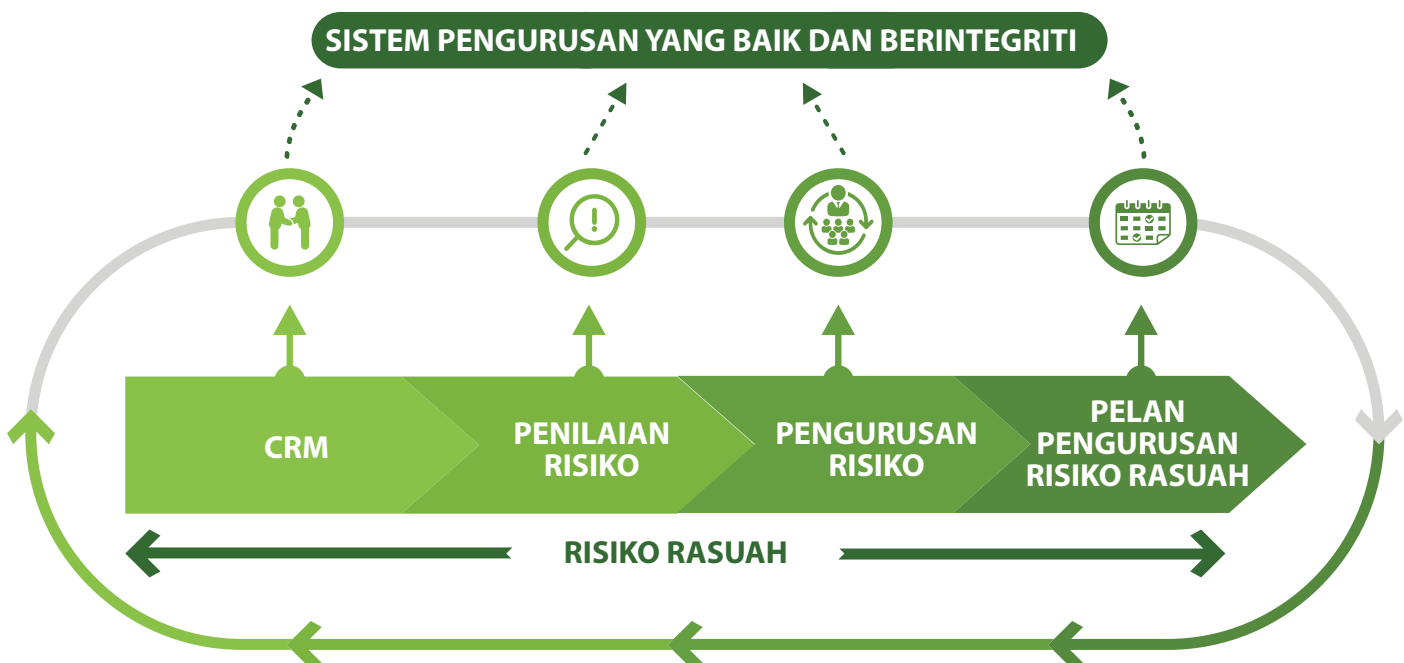 SISTEM PENGURUSAN YANG BAIK DAN BERINTEGRITI
CRM
PENILAIAN
RISIKO
PENGURUSAN
RISIKO
PELAN
PENGURUSAN
RISIKO RASUAH
RISIKO RASUAH